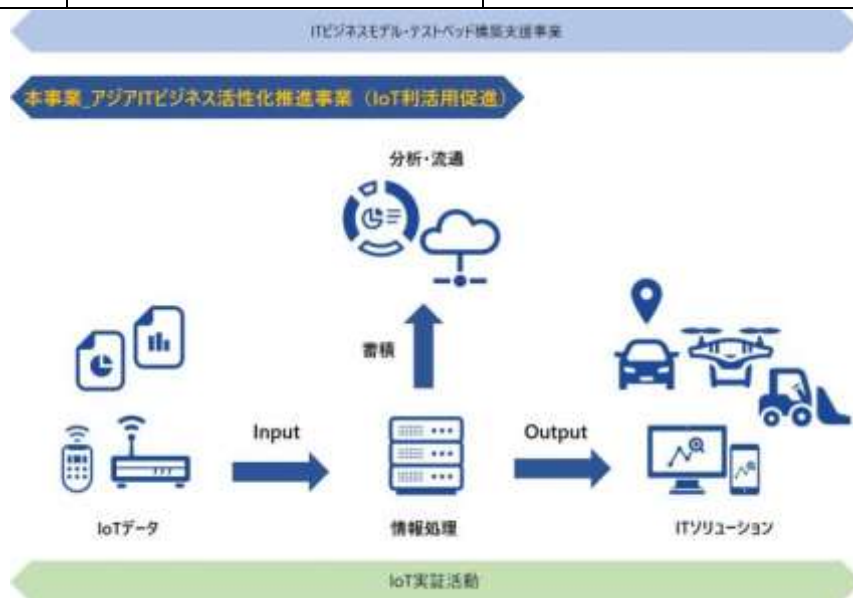 ITビジネスモデル・テストベッド構築支援事業
本事業_アジアITビジネス活性化推進事業（IoT利活用促進）
分析・流通
蓄積
Input
Output
IoTデータ
情報処理
ITソリューション
IoT実証活動